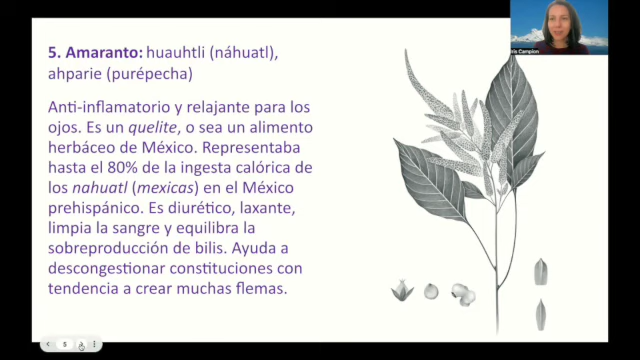 5. Amaranto: huauhtli (náhuatl),
ahparie (purépecha)
Anti-inflamatorio y relajante para los
ojos. Es un quelite, o sea un alimento
herbáceo de México. Representaba
hasta el 80% de la ingesta calórica de
los nahuatl (mexicas) en el México
prehispánico. Es diurético, laxante,
limpia la sangre y equilibra la
sobreproducción de bilis. Ayuda a
descongestionar constituciones con
tendencia a crear muchas flemas.
Campion
5